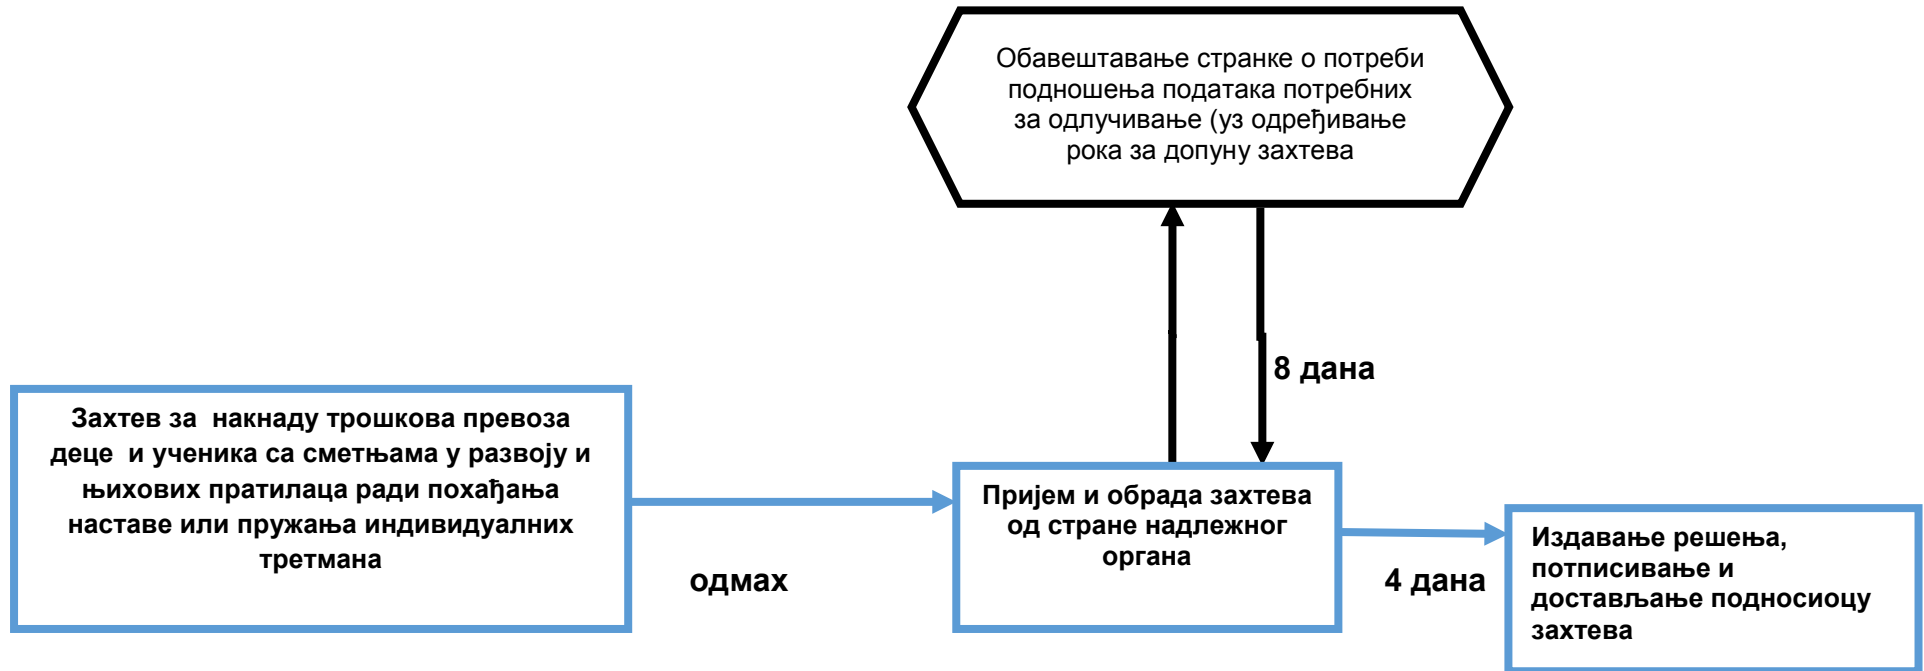 Обавештавање странке о потреби
подношења података потребних
за одлучивање (уз одређивање
рока за допуну захтева
8 дана
Захтев за  накнаду трошкова превоза
деце  и ученика са сметњама у развоју и
њихових пратилаца ради похађања
наставе или пружања индивидуалних
третмана
одмах
Пријем и обрада захтева
од стране надлежног
органа
4 дана
Издавање решења,
потписивање и
достављање подносиоцу
захтева